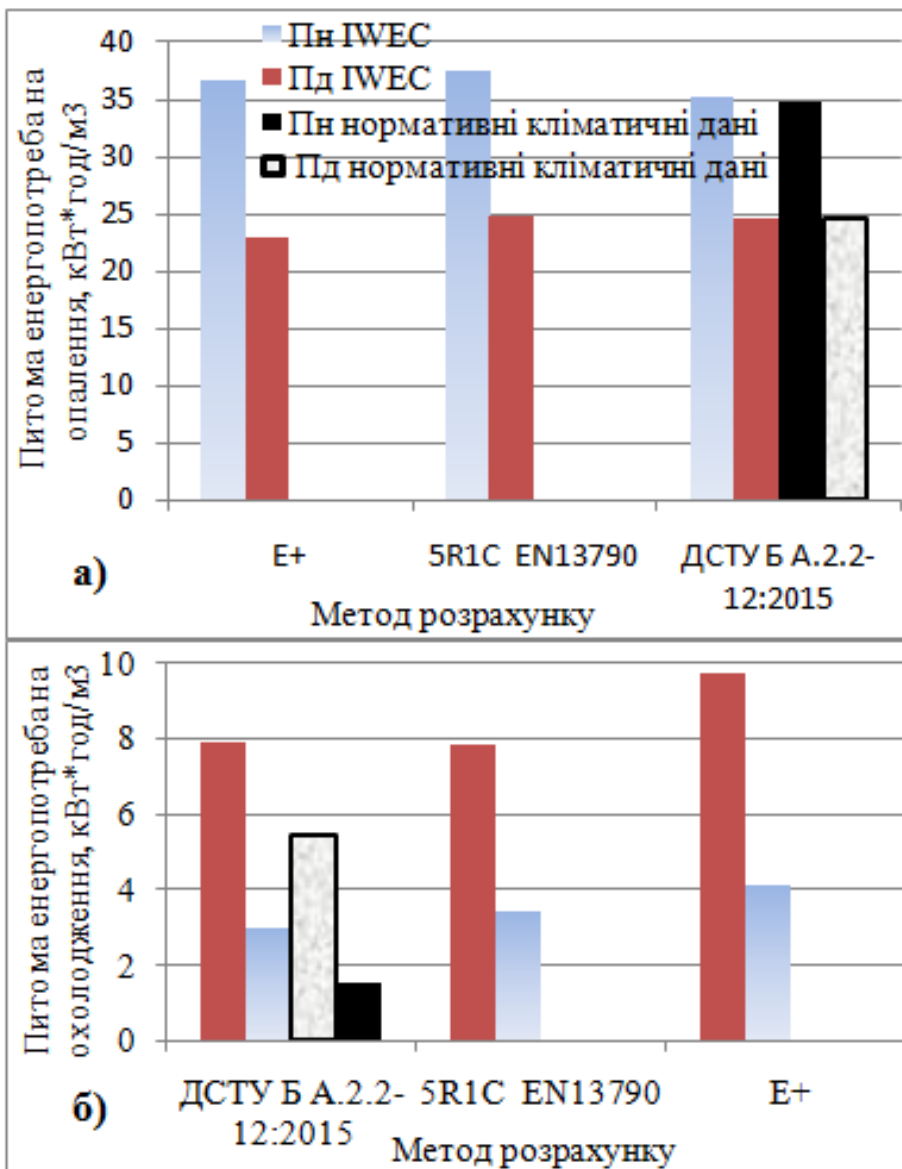 Питома енергопотреба на
опалення, кВт*год/м3
40
35
30
25
20
15
10
5
0
Пн IWEC
Пд IWEC
Пн нормативні кліматичні дані
Пд нормативні кліматичні дані
E+
5R1C EN13790
ДСТУ Б А.2.2-
12:2015
а)
Метод розрахунку
Питома енергопотребана
охолодження, кВт*год/м3
10
8
6
4
2
0
ДСТУ Б А.2.2-
12:2015
5R1C EN13790
E+
б)
Метод розрахунку